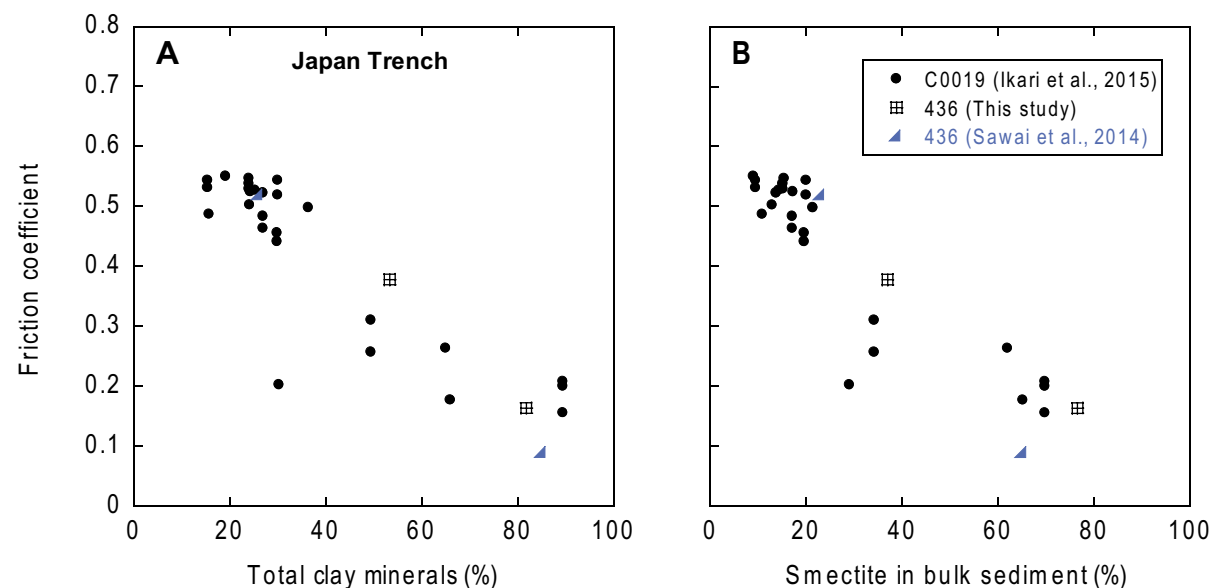 A
Japan Trench
0.8
0.7
0.6
0.5
0.4
0.3
0.2
0.1
0
Friction coefficient
0 20 40 60 80 100
Total clay minerals (%)
B
C0019 (Ikari et al., 2015)
436 (This study)
436 (Sawai et al., 2014)
0 20 40 60 80 100
Smectite in bulk sediment (%)